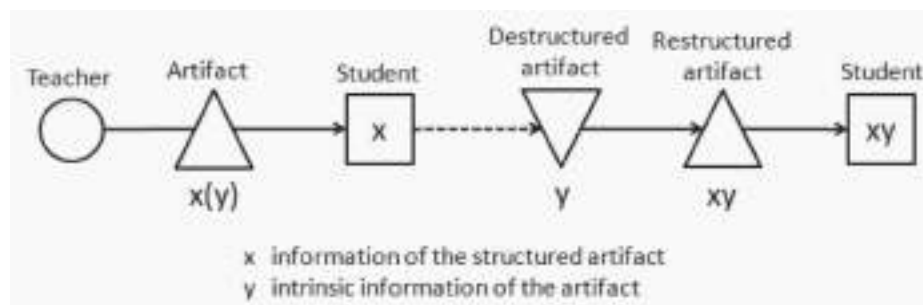 Teacher
Artifact
Student
Destructured
artifact
Restructured
artifact
Student
x
xy
x(y)
y
xy
x information of the structured artifact
y intrinsic information of the artifact